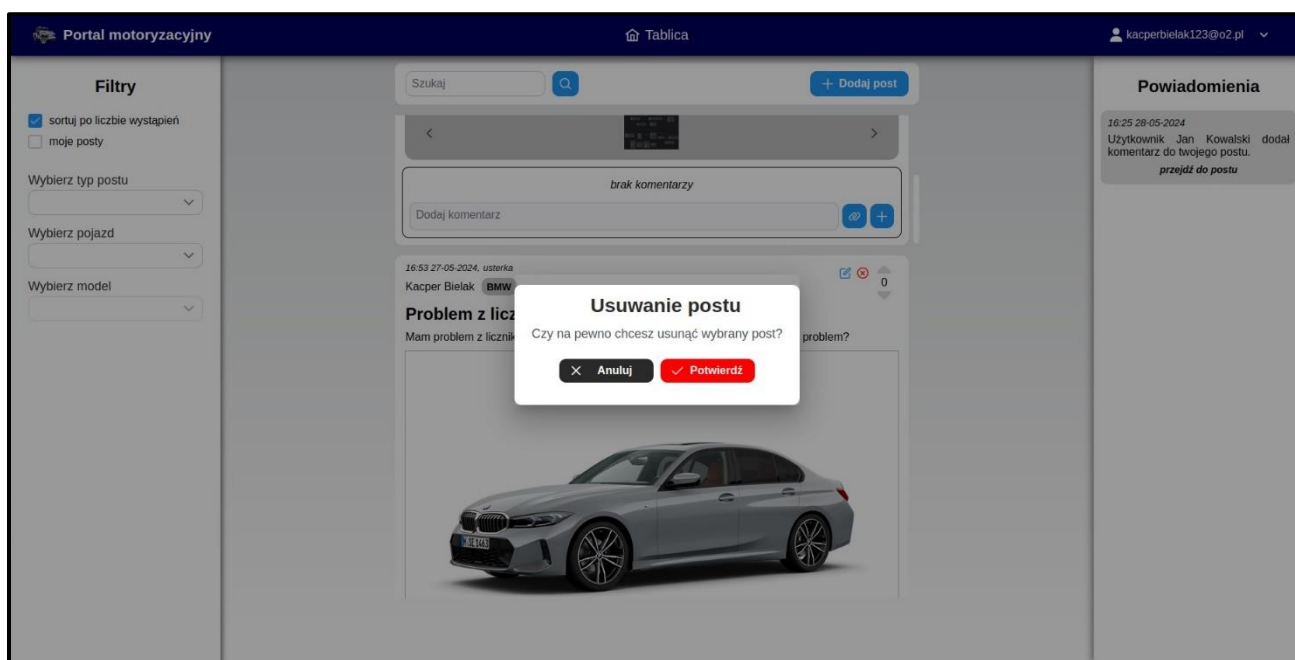 Portal motoryzacyjny
Tablica
kacperbielak123@o2.pl
Filtry
sortuj po liczbie wystąpień
moje posty
Wybierz typ postu
Wybierz pojazd
Wybierz model
Szukaj
+ Dodaj post
brak komentarzy
Dodaj komentarz
16:53 27-05-2024, usterka
Kacper Bielak BMW
0
Problem z licz
Mam problem z licznik
problem?
Usuwanie postu
Czy na pewno chcesz usunąć wybrany post?
Anuluj
Potwierdź
Powiadomienia
16:25 28-05-2024
Użytkownik Jan Kowalski dodał
komentarz do twojego postu.
przejdź do postu